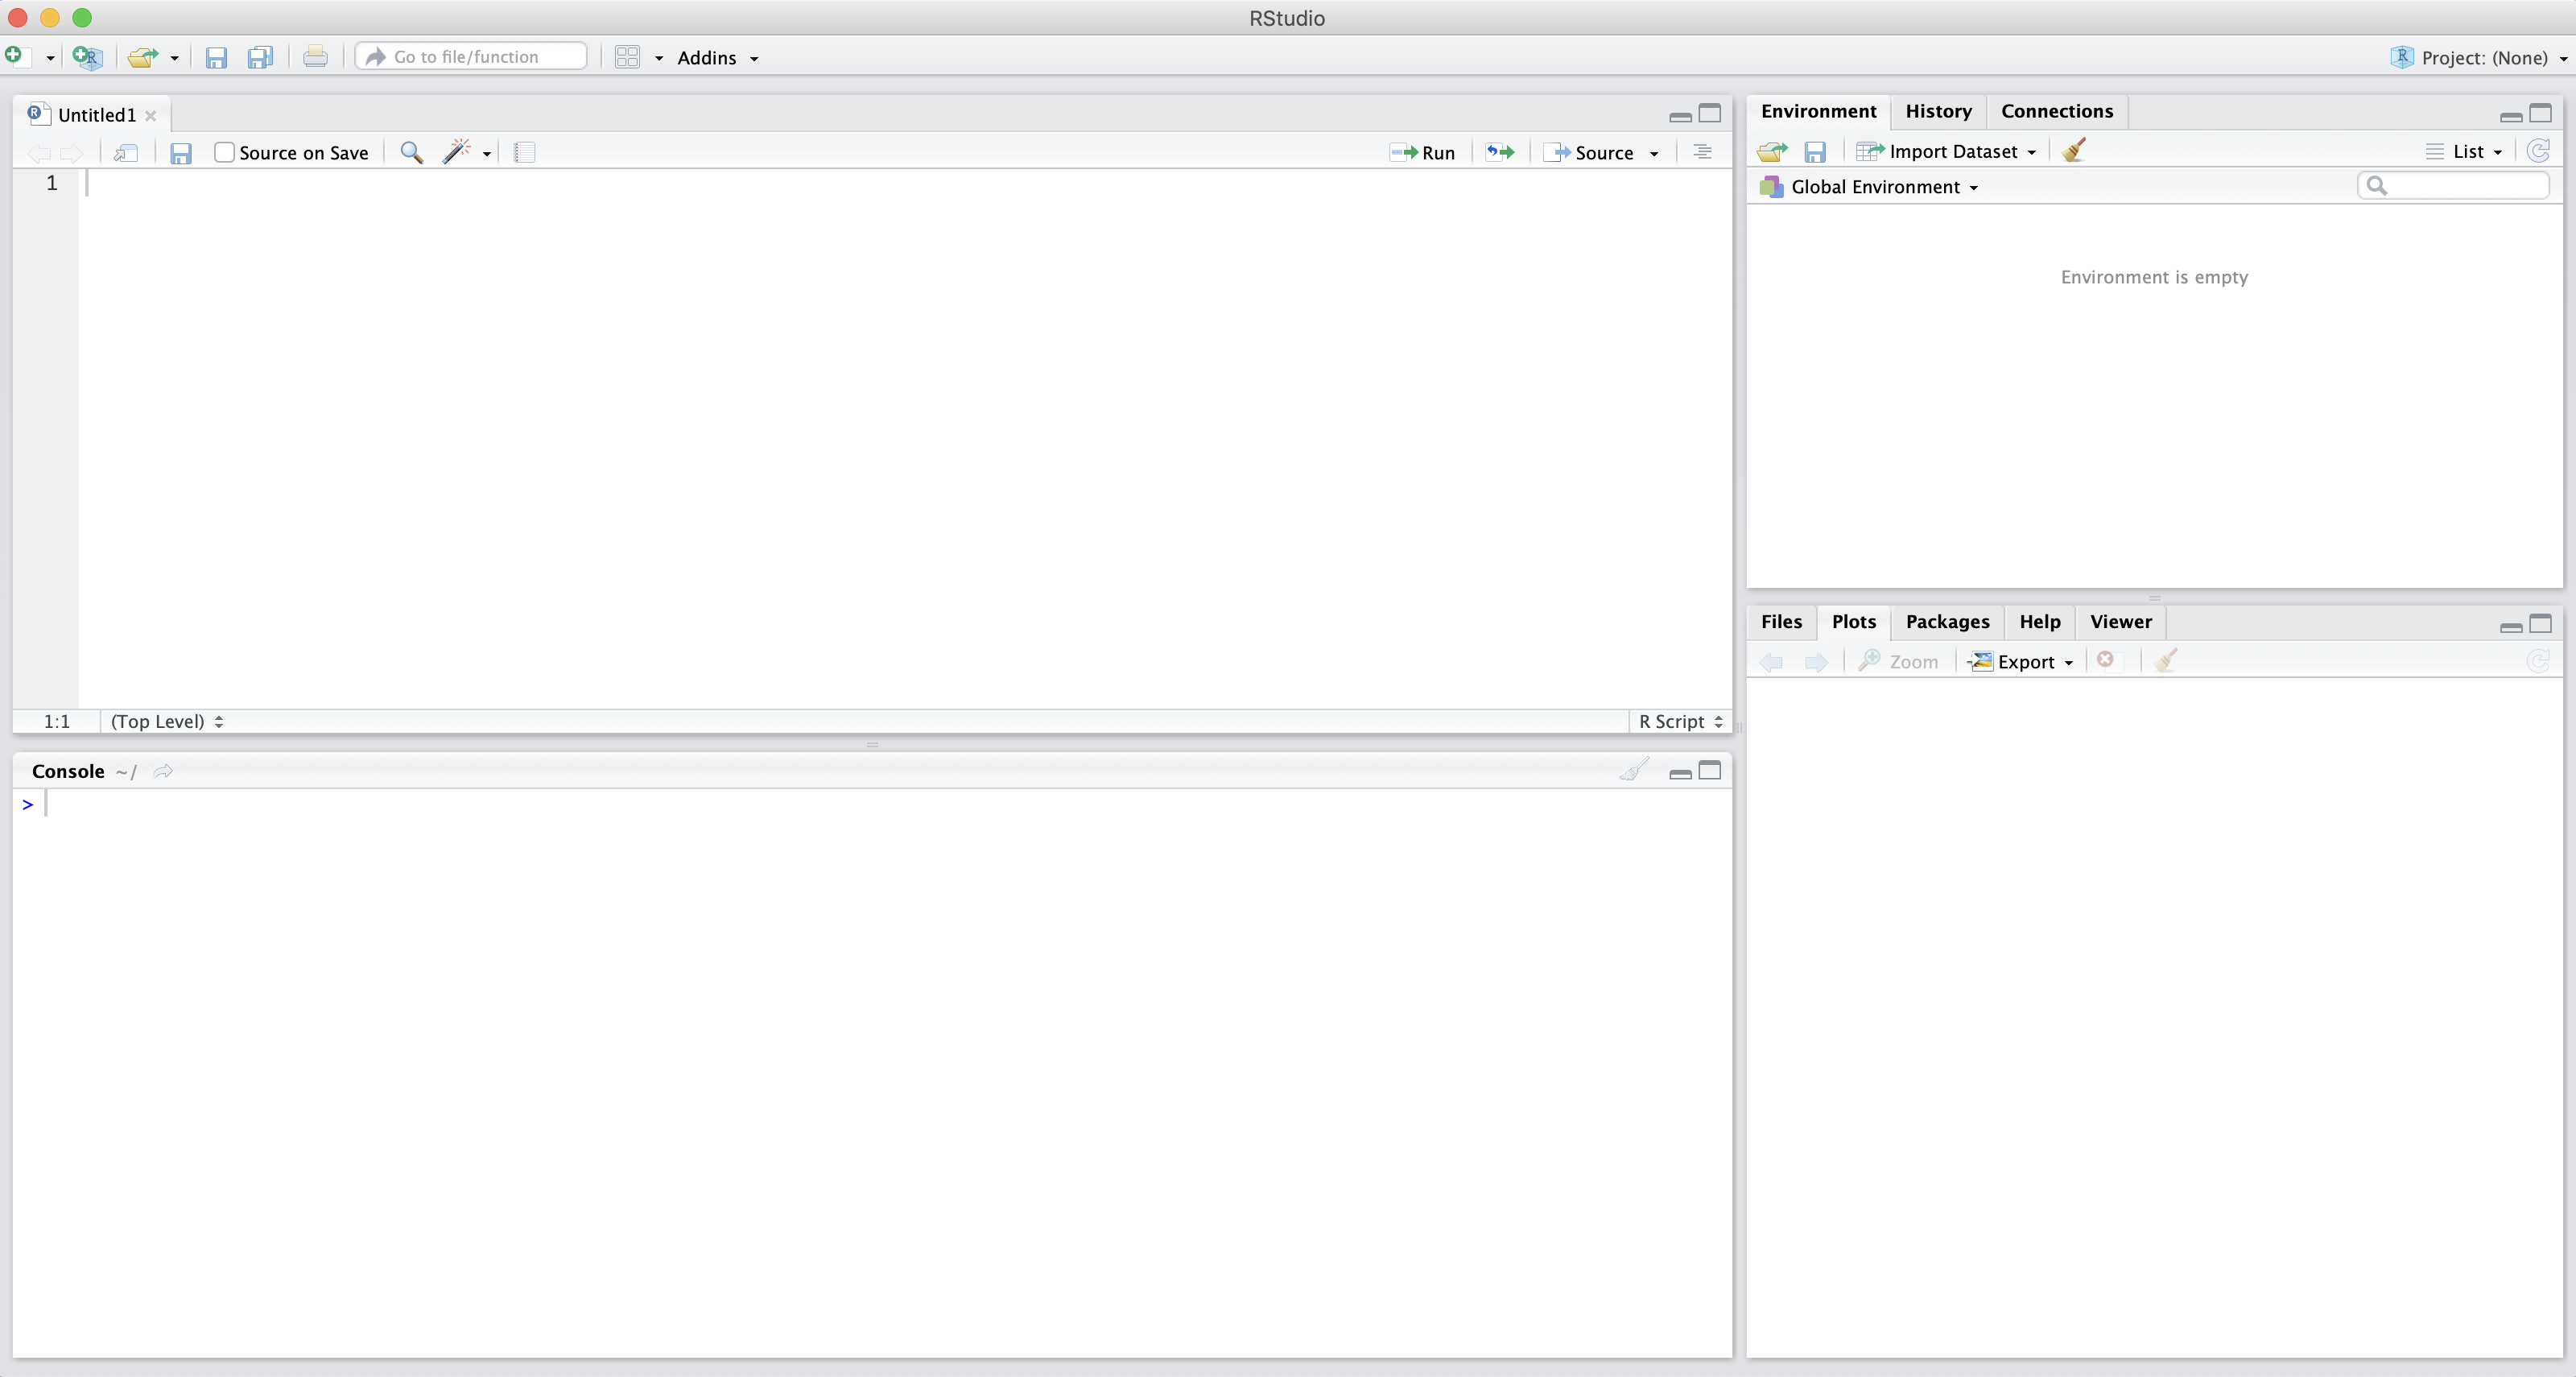 RStudio
Go to file/function
Addins
Project: (None)
Untitled1
Source on Save
Run
Source
1
1:1
(Top Level)
R Script
Console ~/
>
Environment
History
Connections
Import Dataset
List
Global Environment
Environment is empty
Files
Plots
Packages
Help
Viewer
Zoom
Export